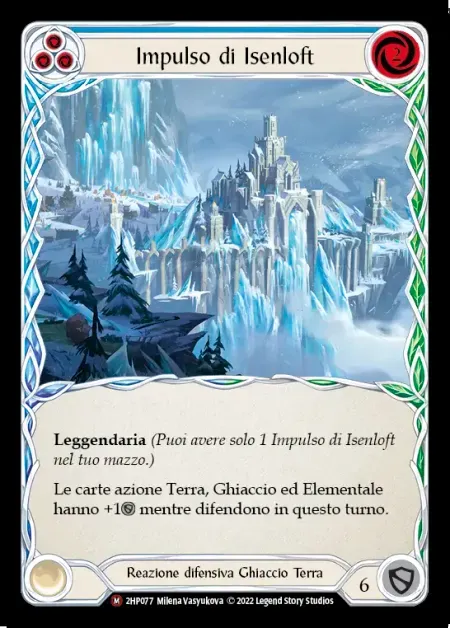 Impulso di Isenloft
2
Leggendaria (Puoi avere solo 1 Impulso di Isenloft
nel tuo mazzo.)
Le carte azione Terra, Ghiaccio ed Elementale
hanno +1 mentre difendono in questo turno.
Reazione difensiva Ghiaccio Terra
6
M 2HP077 Milena Vasyukova © 2022 Legend Story Studios